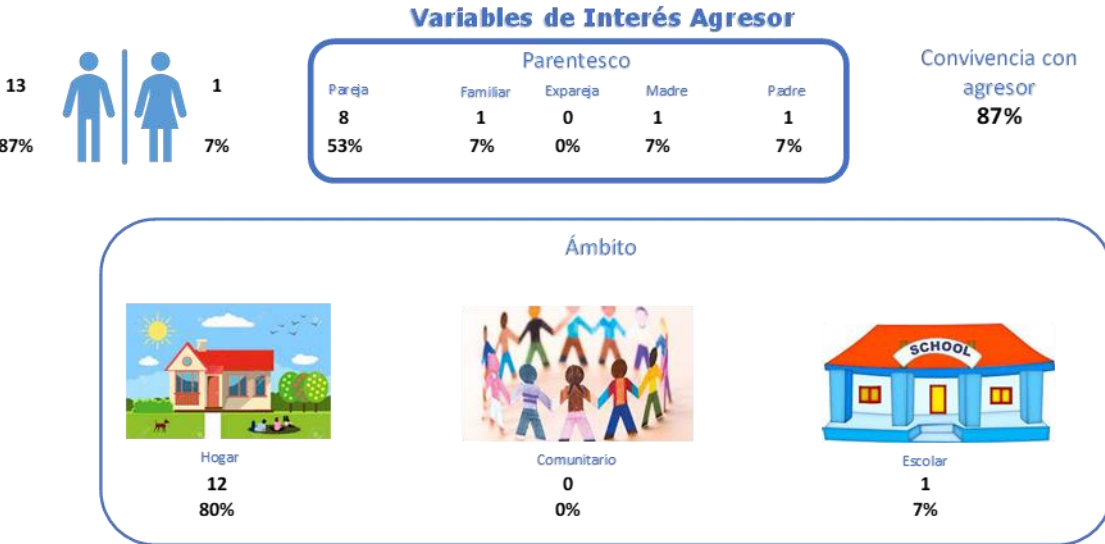 Variables de Interés Agresor
13
87%
1
7%
Parentesco
Pareja Familiar Expareja Madre Padre
8 1 0 1 1
53% 7% 0% 7% 7%
Convivencia con
agresor
87%
Ámbito
SCHOOL
Hogar Comunitario Escolar
12 0 1
80% 0% 7%